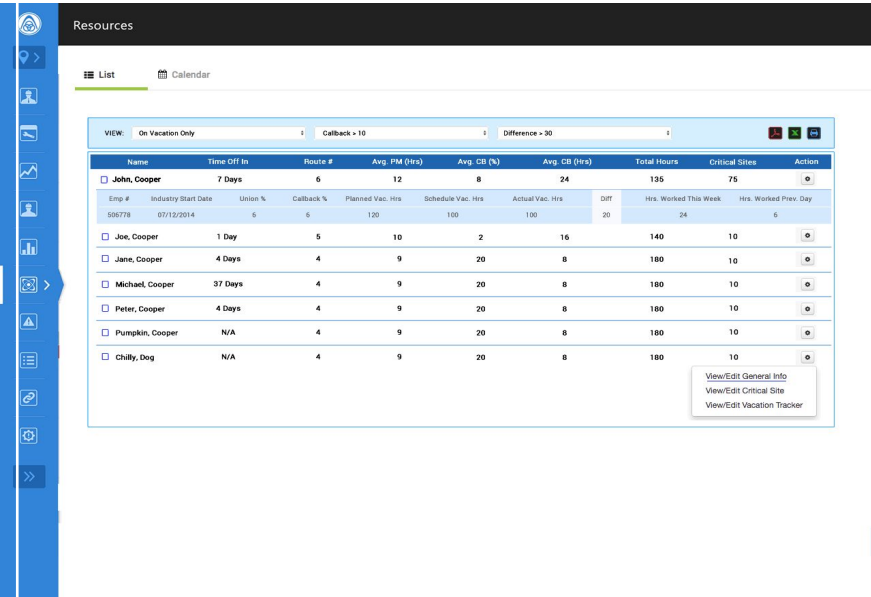 Resources
List Calendar
VIEW: On Vacation Only Callback > 10 Difference > 30
Name Time Off In Route # Avg. PM (Hrs) Avg. CB (%) Avg. CB (Hrs) Total Hours Critical Sites Action
John, Cooper 7 Days 6 12 8 24 135 75
Emp # Industry Start Date Union % Callback % Planned Vac. Hrs Schedule Vac. Hrs Actual Vac. Hrs Diff Hrs. Worked This Week Hrs. Worked Prev. Day
506778 07/12/2014 6 6 120 100 100 20 24 6
Joe, Cooper 1 Day 5 10 2 16 140 10
Jane, Cooper 4 Days 4 9 20 8 180 10
Michael, Cooper 37 Days 4 9 20 8 180 10
Peter, Cooper 4 Days 4 9 20 8 180 10
Pumpkin, Cooper N/A 4 9 20 8 180 10
Chilly, Dog N/A 4 9 20 8 180 10
View/Edit General Info
View/Edit Critical Site
View/Edit Vacation Tracker